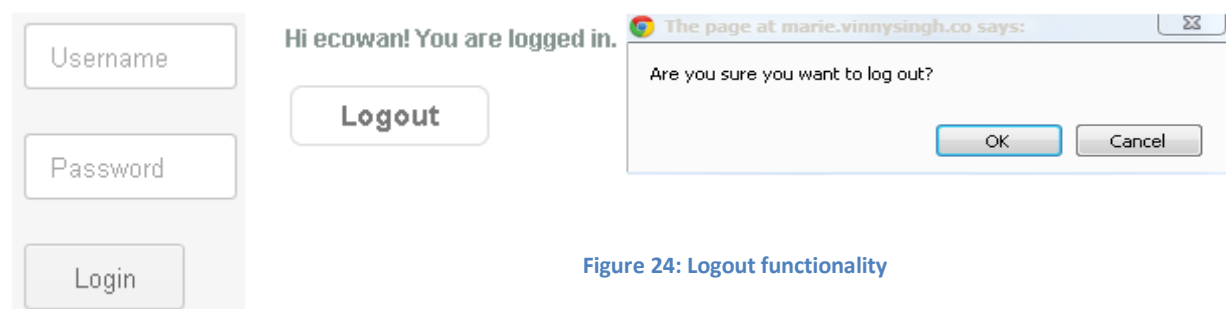 Username
Password
Login
Hi ecowan! You are logged in.
Logout
The page at marie.vinnysingh.co says:
Are you sure you want to log out?
OK
Cancel
Figure 24: Logout functionality